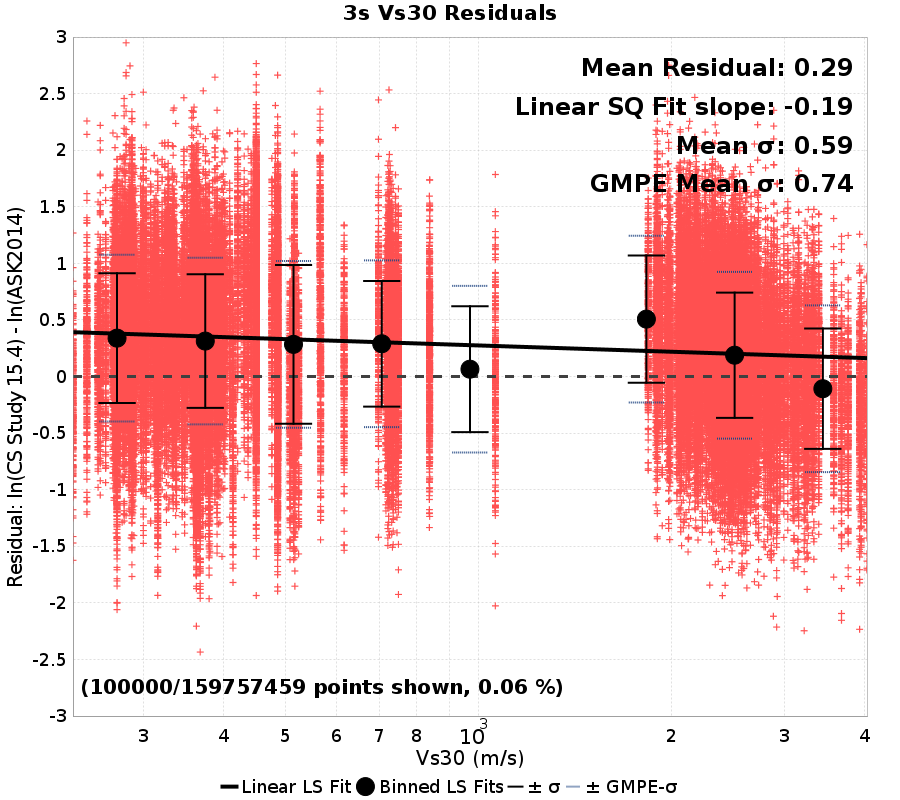 3s Vs30 Residuals
Mean Residual: 0.29
Linear SQ Fit slope: -0.19
Mean σ: 0.59
GMPE Mean σ: 0.74
Residual: ln(CS Study 15.4) - ln(ASK2014)
3
2.5
2
1.5
1
0.5
0
-0.5
-1
-1.5
-2
-2.5
-3
(100000/159757459 points shown, 0.06 %)
3 4 5 6 7 8 10³ 2 3 4
Vs30 (m/s)
Linear LS Fit Binned LS Fits ± σ ± GMPE-σ